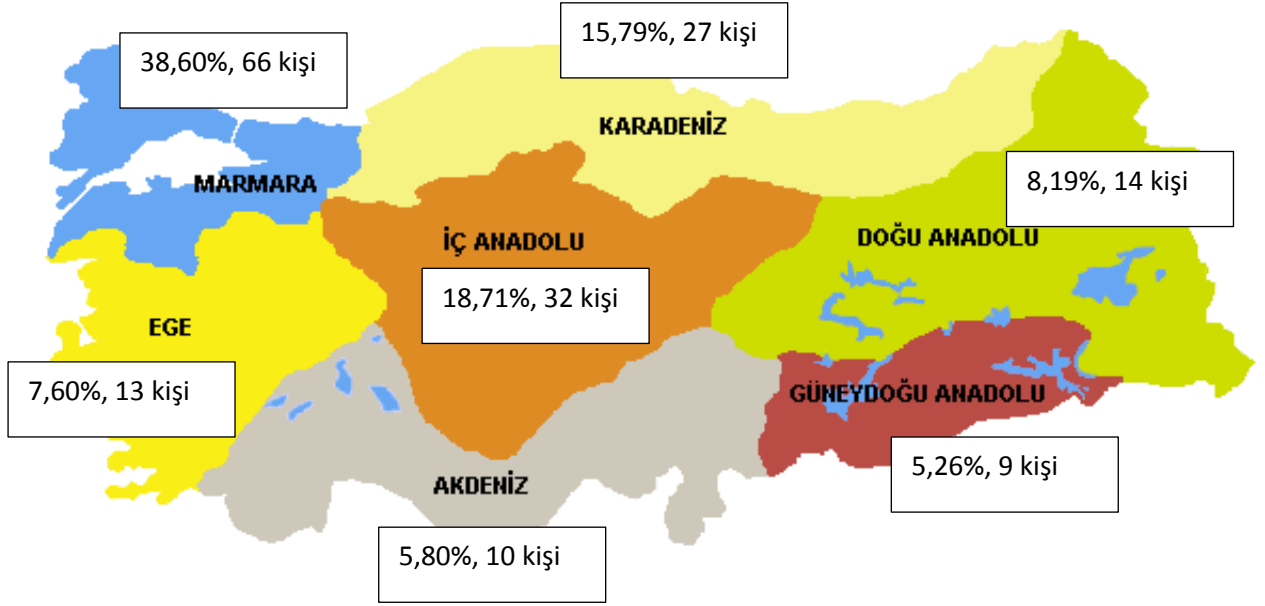 15,79%, 27 kişi
38,60%, 66 kişi
KARADENİZ
MARMARA
8,19%, 14 kişi
İÇ ANADOLU
DOĞU ANADOLU
18,71%, 32 kişi
EGE
7,60%, 13 kişi
GÜNEYDOĞU ANADOLU
5,26%, 9 kişi
AKDENİZ
5,80%, 10 kişi